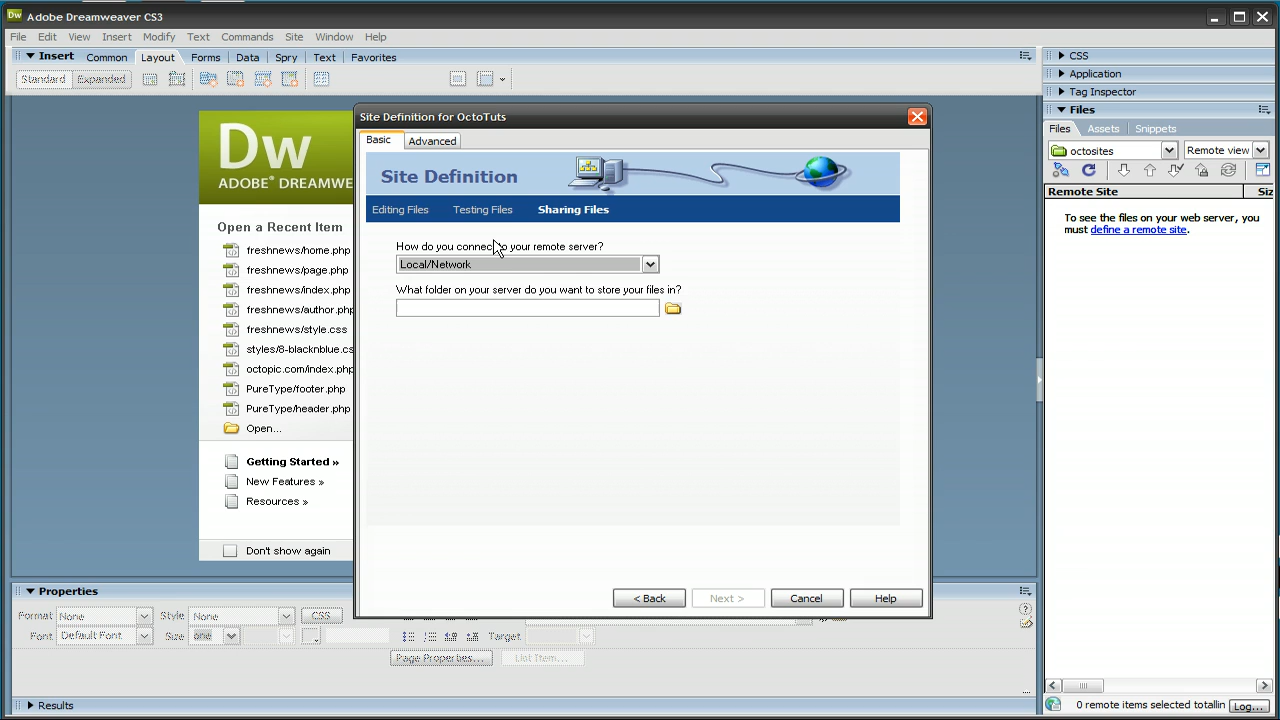 Dw Adobe Dreamweaver CS3
File Edit View Insert Modify Text Commands Site Window Help
Insert Common Layout Forms Data Spry Text Favorites
Standard Expanded
Dw
ADOBE® DREAMWE
Open a Recent Item
freshnews/home.php
freshnews/page.php
freshnews/index.php
freshnews/author.php
freshnews/style.css
styles/8-blacknblue.cs
octopic.com/index.php
PureType/footer.php
PureType/header.php
Open...
Getting Started »
New Features »
Resources »
Don't show again
Site Definition for OctoTuts
Basic Advanced
Site Definition
Editing Files Testing Files Sharing Files
How do you connec to your remote server?
Local/Network
What folder on your server do you want to store your files in?
< Back Next > Cancel Help
CSS
Application
Tag Inspector
Files
Files Assets Snippets
octosites Remote view
Remote Site Siz
To see the files on your web server, you
must define a remote site.
0 remote items selected totallin Log...
Properties
Format None Style None CSS
Font Default Font Size Target
Page Properties... List Item...
Results